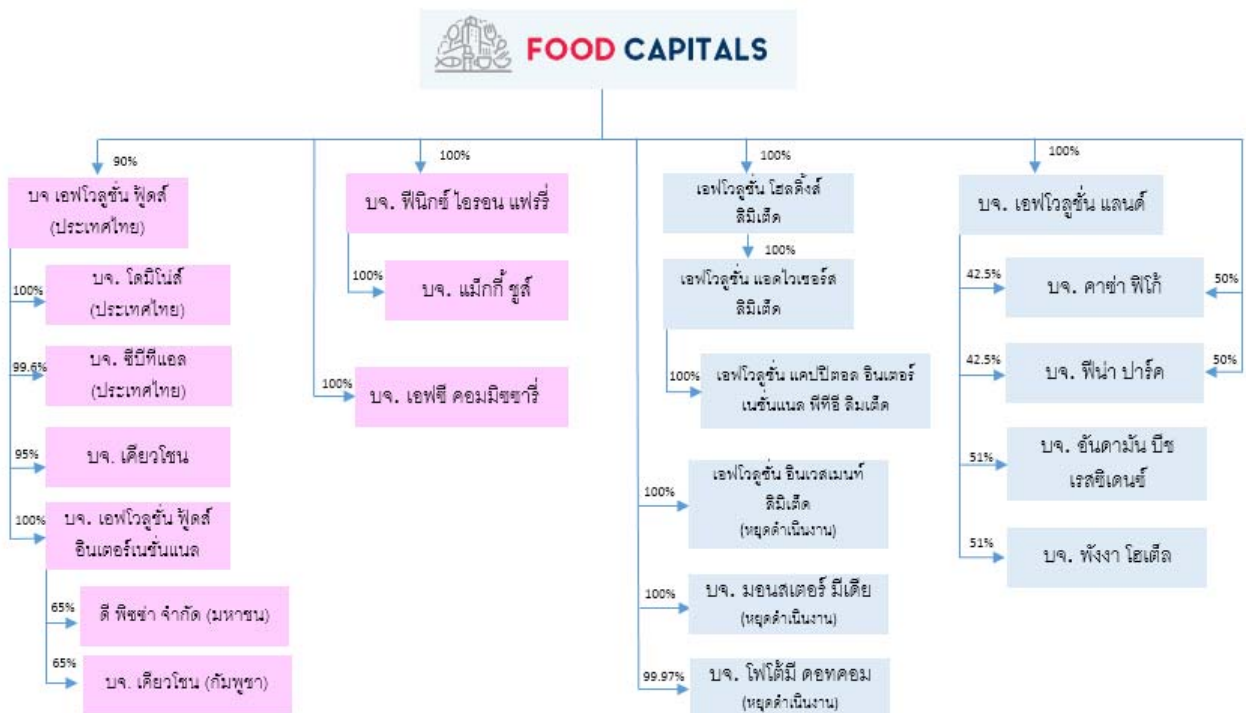 FOOD CAPITALS
90%
บจ เอฟโวลูชั่น ฟู้ดส์
(ประเทศไทย)
100%
บจ. โดมิโน่ส์
(ประเทศไทย)
99.6%
บจ. ซีบีทีแอล
(ประเทศไทย)
95%
บจ. เคียวโชน
100%
บจ. เอฟโวลูชั่น ฟู้ดส์
อินเตอร์เนชั่นแนล
65%
ดี พิซซ่า จำกัด (มหาชน)
65%
บจ. เคียวโชน (กัมพูชา)
100%
บจ. ฟีนิกซ์ ไอรอน แฟรรี่
100%
บจ. แม็กกี้ ชูส์
100%
บจ. เอฟซี คอมมิซซารี่
100%
เอฟโวลูชั่น โฮลดิ้งส์
ลิมิเต็ด
100%
เอฟโวลูชั่น แอดไวเซอร์ส
ลิมิเต็ด
100%
เอฟโวลูชั่น แคปปิตอล อินเตอร์
เนชั่นแนล พีทีอี ลิมเต็ด
100%
เอฟโวลูชั่น อินเวสเมนท์
ลิมิเต็ด
(หยุดดำเนินงาน)
100%
บจ. มอนสเตอร์ มีเดีย
(หยุดดำเนินงาน)
99.97%
บจ. โฟโต้มี ดอทคอม
(หยุดดำเนินงาน)
100%
บจ. เอฟโวลูชั่น แลนด์
42.5%
บจ. คาซ่า ฟิโก้
50%
42.5%
บจ. ฟีน่า ปาร์ค
50%
51%
บจ. อันดามัน บีช
เรสซิเดนซ์
51%
บจ. พังงา โฮเต็ล